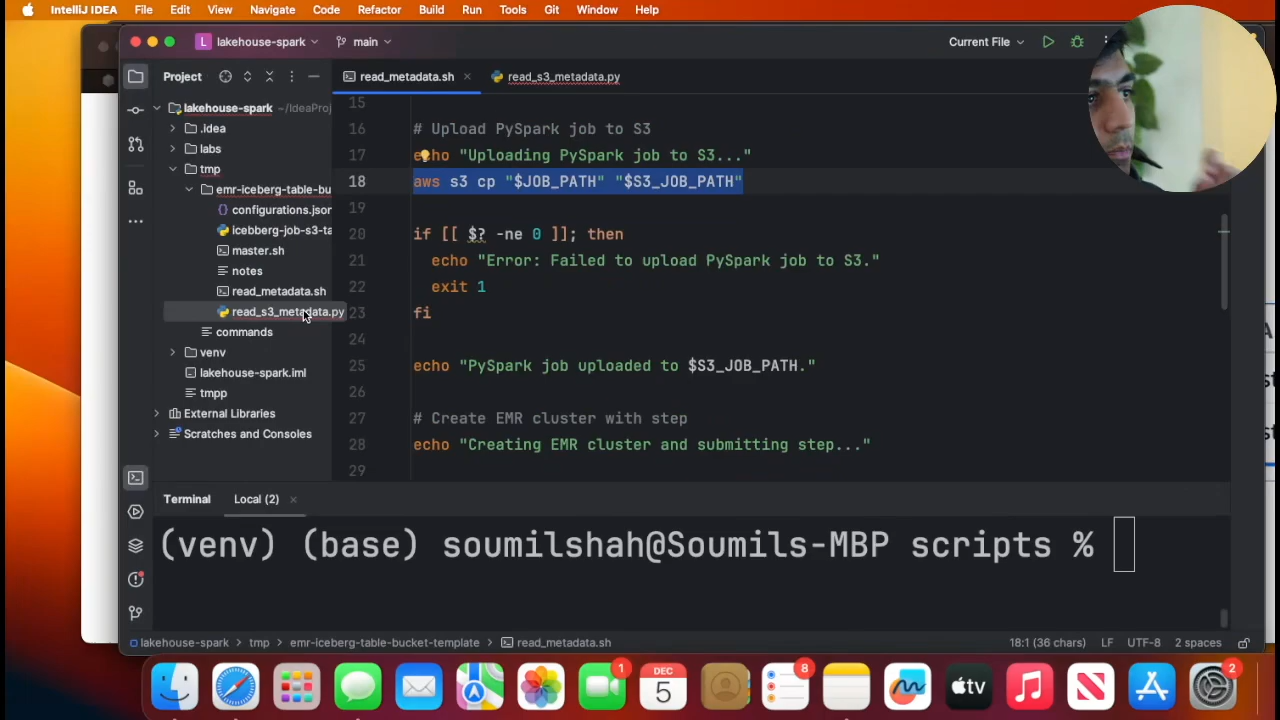 IntelliJ IDEA File Edit View Navigate Code Refactor Build Run Tools Git Window Help
L lakehouse-spark main Current File
Project read_metadata.sh read_s3_metadata.py
lakehouse-spark ~/IdeaProj
.idea
labs
tmp
emr-iceberg-table-bu
configurations.json
icebberg-job-s3-ta
master.sh
notes
read_metadata.sh
read_s3_metadata.py
commands
venv
lakehouse-spark.iml
tmpp
External Libraries
Scratches and Consoles
15
16 # Upload PySpark job to S3
17 echo "Uploading PySpark job to S3..."
18 aws s3 cp "$JOB_PATH" "$S3_JOB_PATH"
19
20 if [[ $? -ne 0 ]]; then
21 echo "Error: Failed to upload PySpark job to S3."
22 exit 1
23 fi
24
25 echo "PySpark job uploaded to $S3_JOB_PATH."
26
27 # Create EMR cluster with step
28 echo "Creating EMR cluster and submitting step..."
29
Terminal Local (2)
(venv) (base) soumilshah@Soumils-MBP scripts %
lakehouse-spark tmp emr-iceberg-table-bucket-template read_metadata.sh 18:1 (36 chars) LF UTF-8 2 spaces
1
DEC
5
8
tv
2